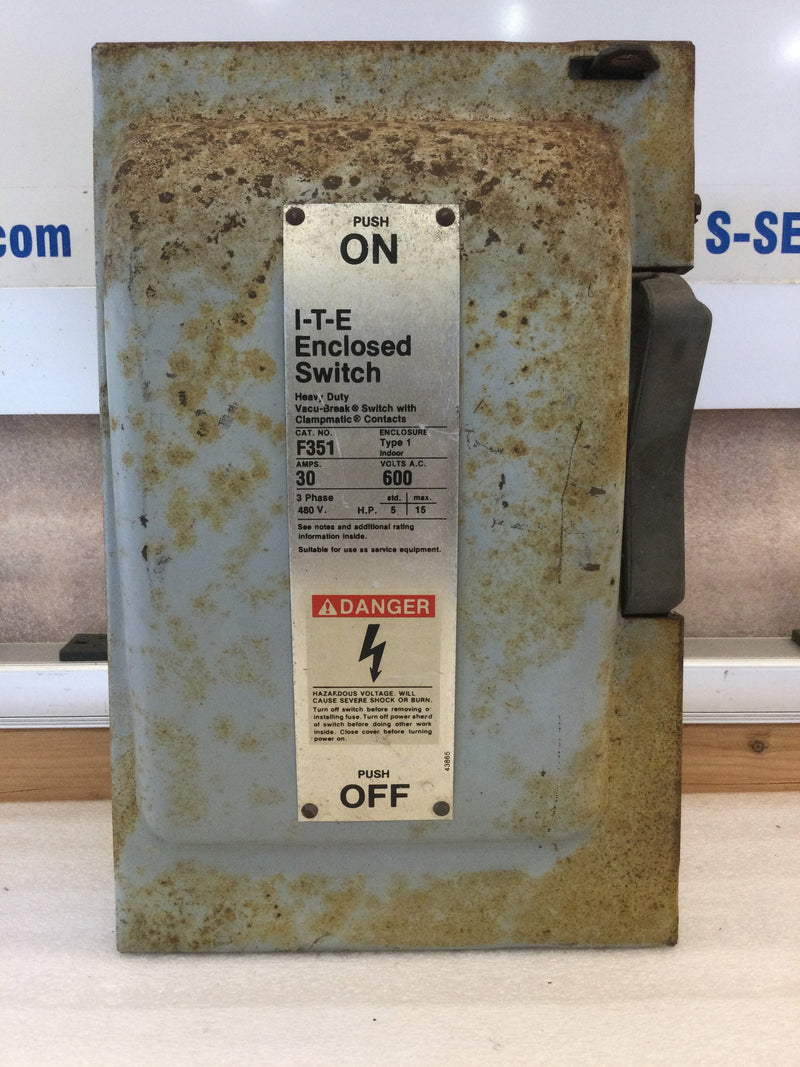 .com
S-SE
PUSH
ON
I-T-E
Enclosed
Switch
Heavy Duty
Vacu-Break® Switch with
Clampmatic® Contacts
CAT. NO. ENCLOSURE
F351 Type 1
Indoor
AMPS. VOLTS A.C.
30 600
3 Phase std. max.
480 V. H.P. 5 15
See notes and additional rating
information inside.
Suitable for use as service equipment.
DANGER
HAZARDOUS VOLTAGE. WILL
CAUSE SEVERE SHOCK OR BURN.
Turn off switch before removing or
installing fuse. Turn off power ahead
of switch before doing other work
inside. Close cover before turning
power on.
43865
PUSH
OFF